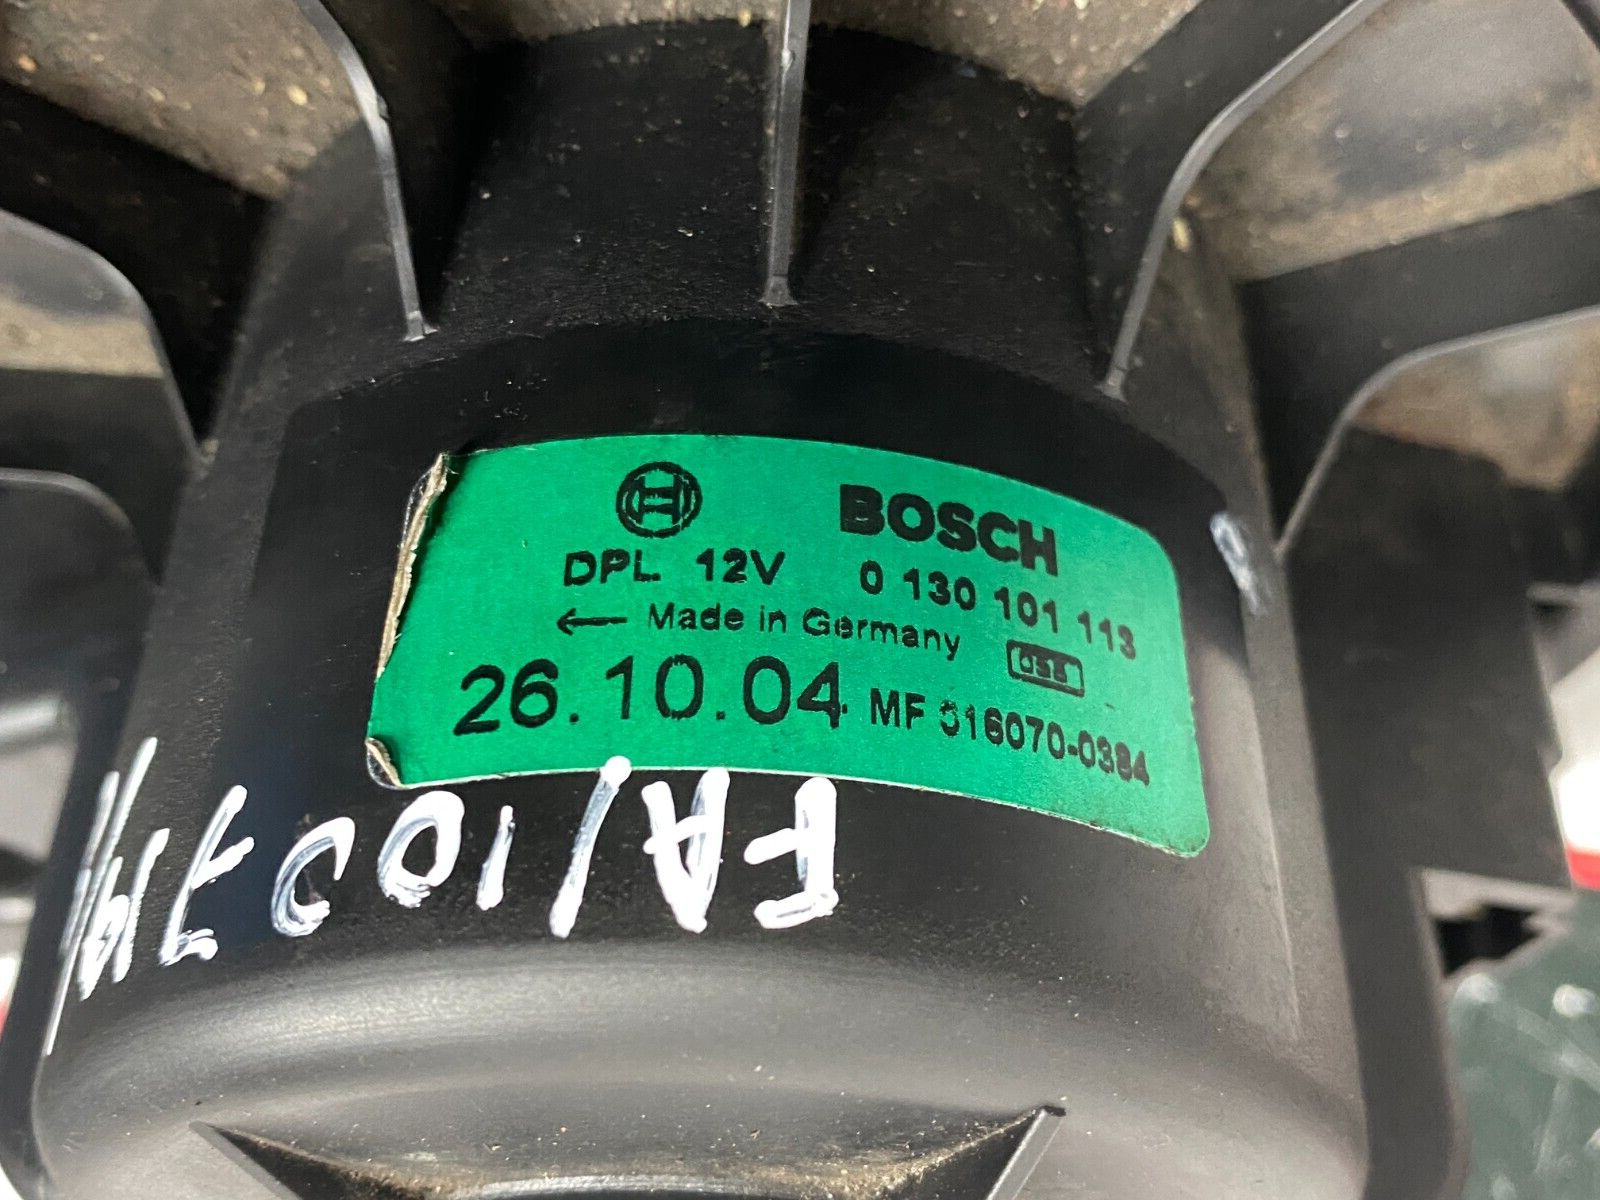 BOSCH
DPL 12V 0 130 101 113
← Made in Germany
26.10.04 MF 016070-0384
FA/1007